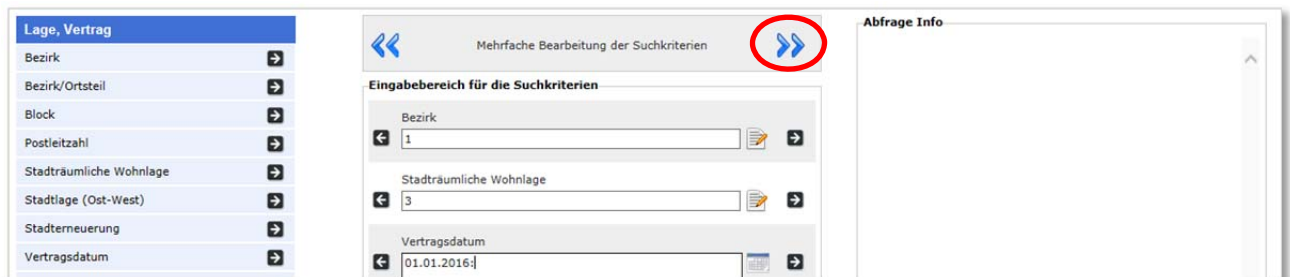 Lage, Vertrag
Bezirk
Bezirk/Ortsteil
Block
Postleitzahl
Stadträumliche Wohnlage
Stadtlage (Ost-West)
Stadterneuerung
Vertragsdatum
Mehrfache Bearbeitung der Suchkriterien
Eingabebereich für die Suchkriterien
Bezirk
1
Stadträumliche Wohnlage
3
Vertragsdatum
01.01.2016:
Abfrage Info